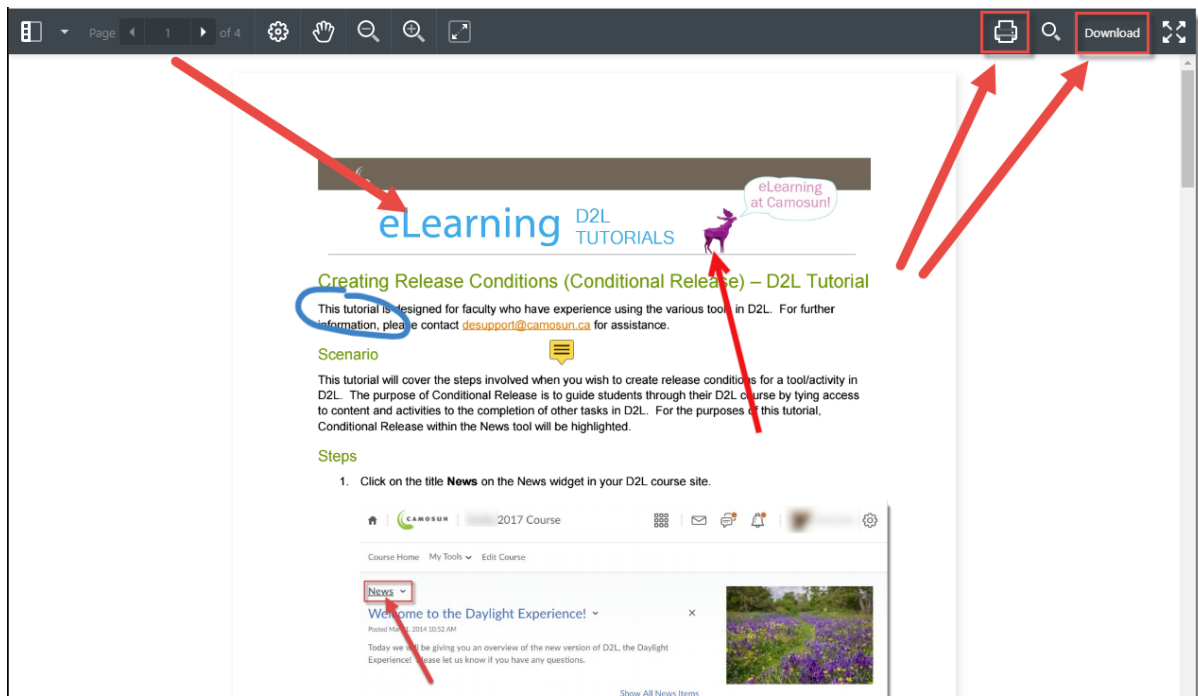 Page 1 of 4 Download
eLearning
at Camosun!
eLearning D2L
TUTORIALS
Creating Release Conditions (Conditional Release) – D2L Tutorial
This tutorial is designed for faculty who have experience using the various tools in D2L. For further
information, please contact desupport@camosun.ca for assistance.
Scenario
This tutorial will cover the steps involved when you wish to create release conditions for a tool/activity in
D2L. The purpose of Conditional Release is to guide students through their D2L course by tying access
to content and activities to the completion of other tasks in D2L. For the purposes of this tutorial,
Conditional Release within the News tool will be highlighted.
Steps
1. Click on the title News on the News widget in your D2L course site.
CAMOSUN 2017 Course
Course Home My Tools Edit Course
News
Welcome to the Daylight Experience!
Posted 2014 10:52 AM
Today we will be giving you an overview of the new version of D2L, the Daylight
Experience! Please let us know if you have any questions.
Show All News Items